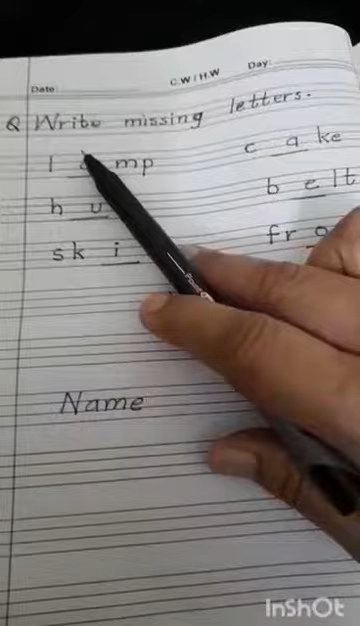 Date: C.W / H.W Day:
Q Write missing letters.
l a mp c a ke
h u b e lt
sk i fr o
Name
InShOt